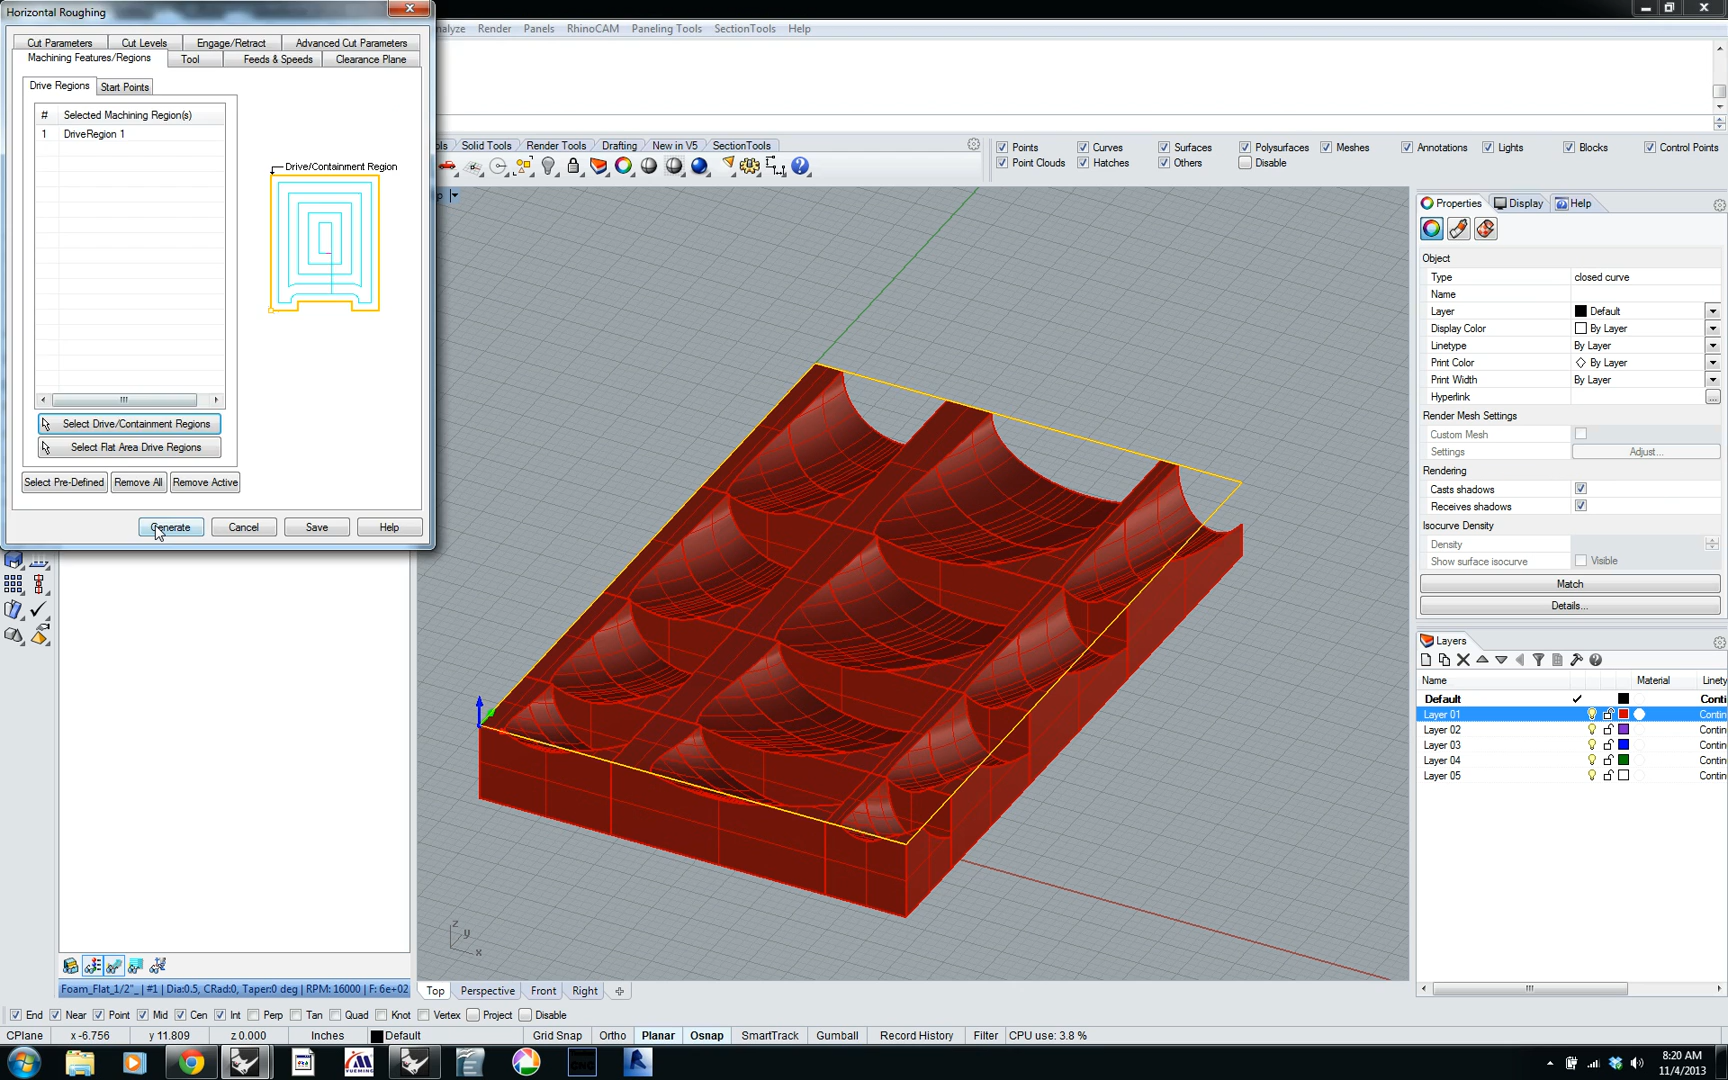 Horizontal Roughing
Cut Parameters
Cut Levels
Engage/Retract
Advanced Cut Parameters
Machining Features/Regions
Tool
Feeds & Speeds
Clearance Plane
Drive Regions
Start Points
# Selected Machining Region(s)
1 DriveRegion 1
Drive/Containment Region
Select Drive/Containment Regions
Select Flat Area Drive Regions
Select Pre-Defined
Remove All
Remove Active
Generate
Cancel
Save
Help
Render Panels RhinoCAM Paneling Tools SectionTools Help
Solid Tools Render Tools Drafting New in V5 SectionTools
Points Curves Surfaces Polysurfaces Meshes Annotations Lights Blocks Control Points
Point Clouds Hatches Others Disable
Properties Display Help
Object
Type closed curve
Name
Layer Default
Display Color By Layer
Linetype By Layer
Print Color By Layer
Print Width By Layer
Hyperlink ...
Render Mesh Settings
Custom Mesh
Settings Adjust...
Rendering
Casts shadows
Receives shadows
Isocurve Density
Density
Show surface isocurve Visible
Match
Details...
Layers
Name Material Linety
Default Conti
Layer 01 Contin
Layer 02 Contin
Layer 03 Contin
Layer 04 Contin
Layer 05 Contin
z
y
x
Foam_Flat_1/2"_ | #1 | Dia:0.5, CRad:0, Taper:0 deg | RPM: 16000 | F: 6e+02
Top Perspective Front Right
End Near Point Mid Cen Int Perp Tan Quad Knot Vertex Project Disable
CPlane x -6.756 y 11.809 z 0.000 Inches Default Grid Snap Ortho Planar Osnap SmartTrack Gumball Record History Filter CPU use: 3.8 %
8:20 AM
11/4/2013